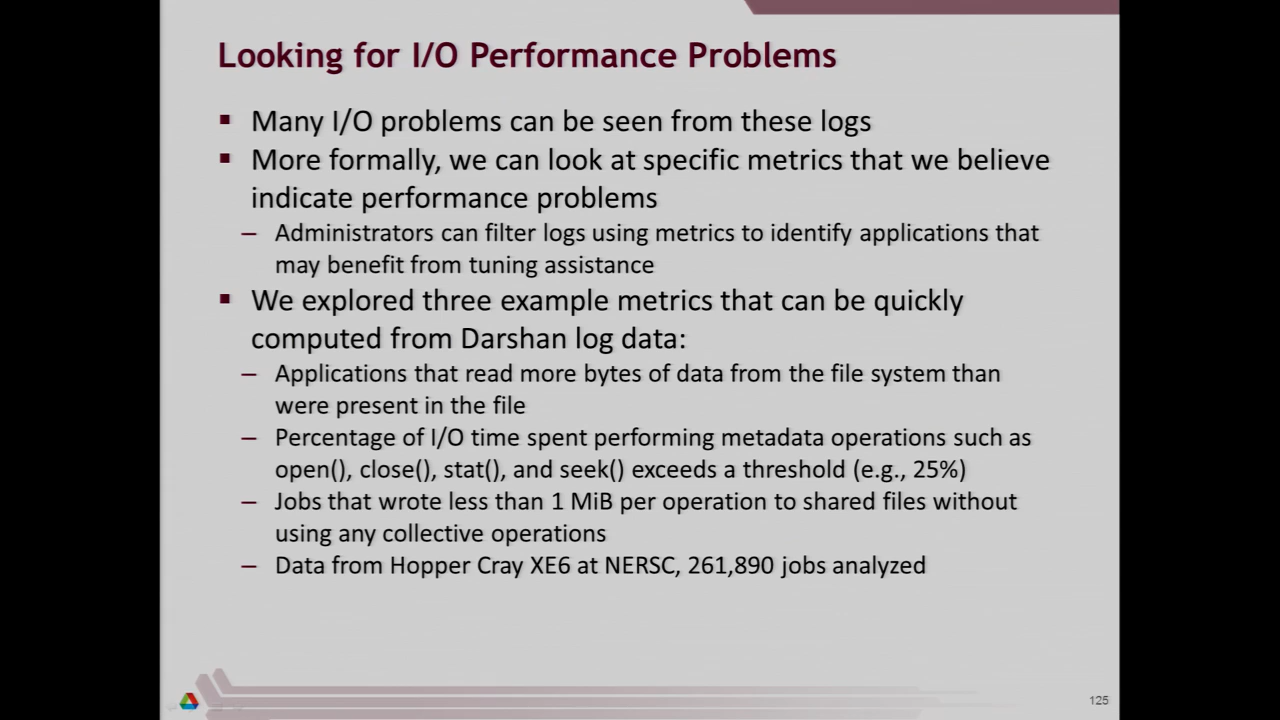 Looking for I/O Performance Problems
▪ Many I/O problems can be seen from these logs
▪ More formally, we can look at specific metrics that we believe
indicate performance problems
– Administrators can filter logs using metrics to identify applications that
may benefit from tuning assistance
▪ We explored three example metrics that can be quickly
computed from Darshan log data:
– Applications that read more bytes of data from the file system than
were present in the file
– Percentage of I/O time spent performing metadata operations such as
open(), close(), stat(), and seek() exceeds a threshold (e.g., 25%)
– Jobs that wrote less than 1 MiB per operation to shared files without
using any collective operations
– Data from Hopper Cray XE6 at NERSC, 261,890 jobs analyzed
125